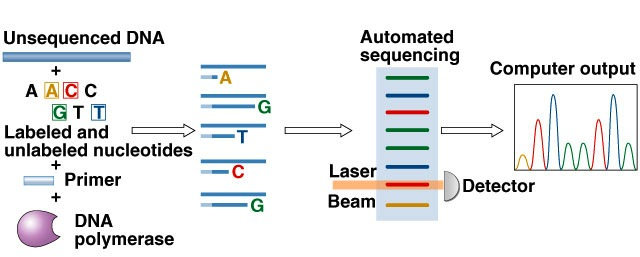 Unsequenced DNA
+
A A C C
G T T
Labeled and
unlabeled nucleotides
+
Primer
+
DNA
polymerase
A
G
T
C
G
Automated
sequencing
Laser
Beam
Detector
Computer output